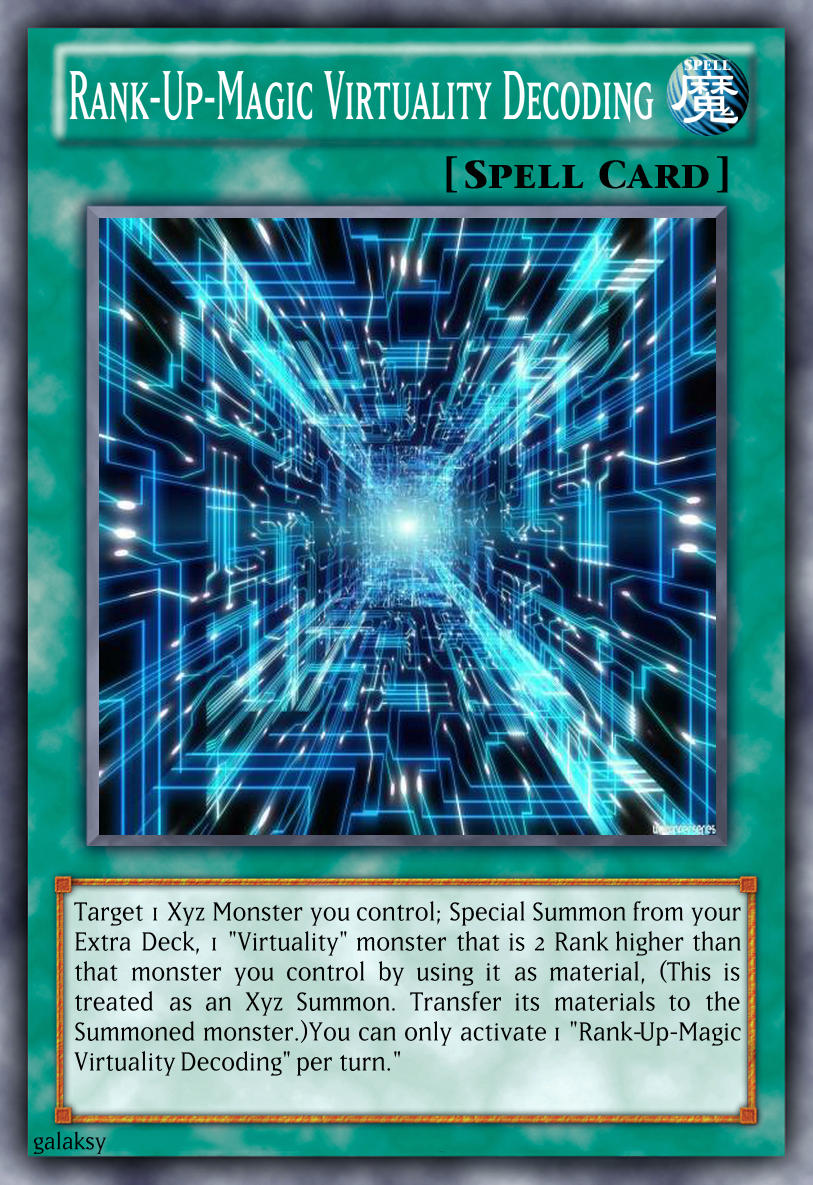 Rank-Up-Magic Virtuality Decoding
SPELL
魔
[Spell Card]
Target 1 Xyz Monster you control; Special Summon from your
Extra Deck, 1 "Virtuality" monster that is 2 Rank higher than
that monster you control by using it as material, (This is
treated as an Xyz Summon. Transfer its materials to the
Summoned monster.)You can only activate 1 "Rank-Up-Magic
Virtuality Decoding" per turn."
galaksy